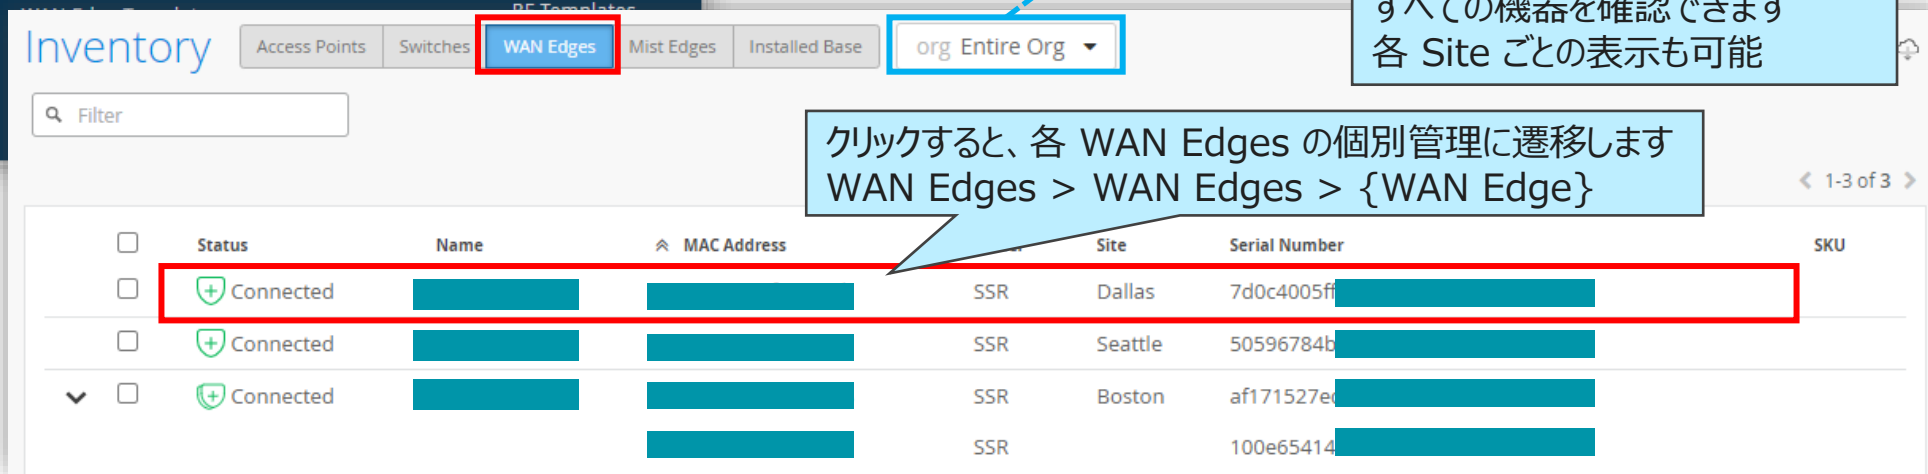 すべての機器を確認できます
各 Site ごとの表示も可能
Inventory Access Points Switches WAN Edges Mist Edges Installed Base org Entire Org
Filter
クリックすると、各 WAN Edges の個別管理に遷移します
WAN Edges > WAN Edges > {WAN Edge}
1-3 of 3
Status Name MAC Address Site Serial Number SKU
Connected SSR Dallas 7d0c4005ff
Connected SSR Seattle 50596784b
Connected SSR Boston af171527e
SSR 100e65414